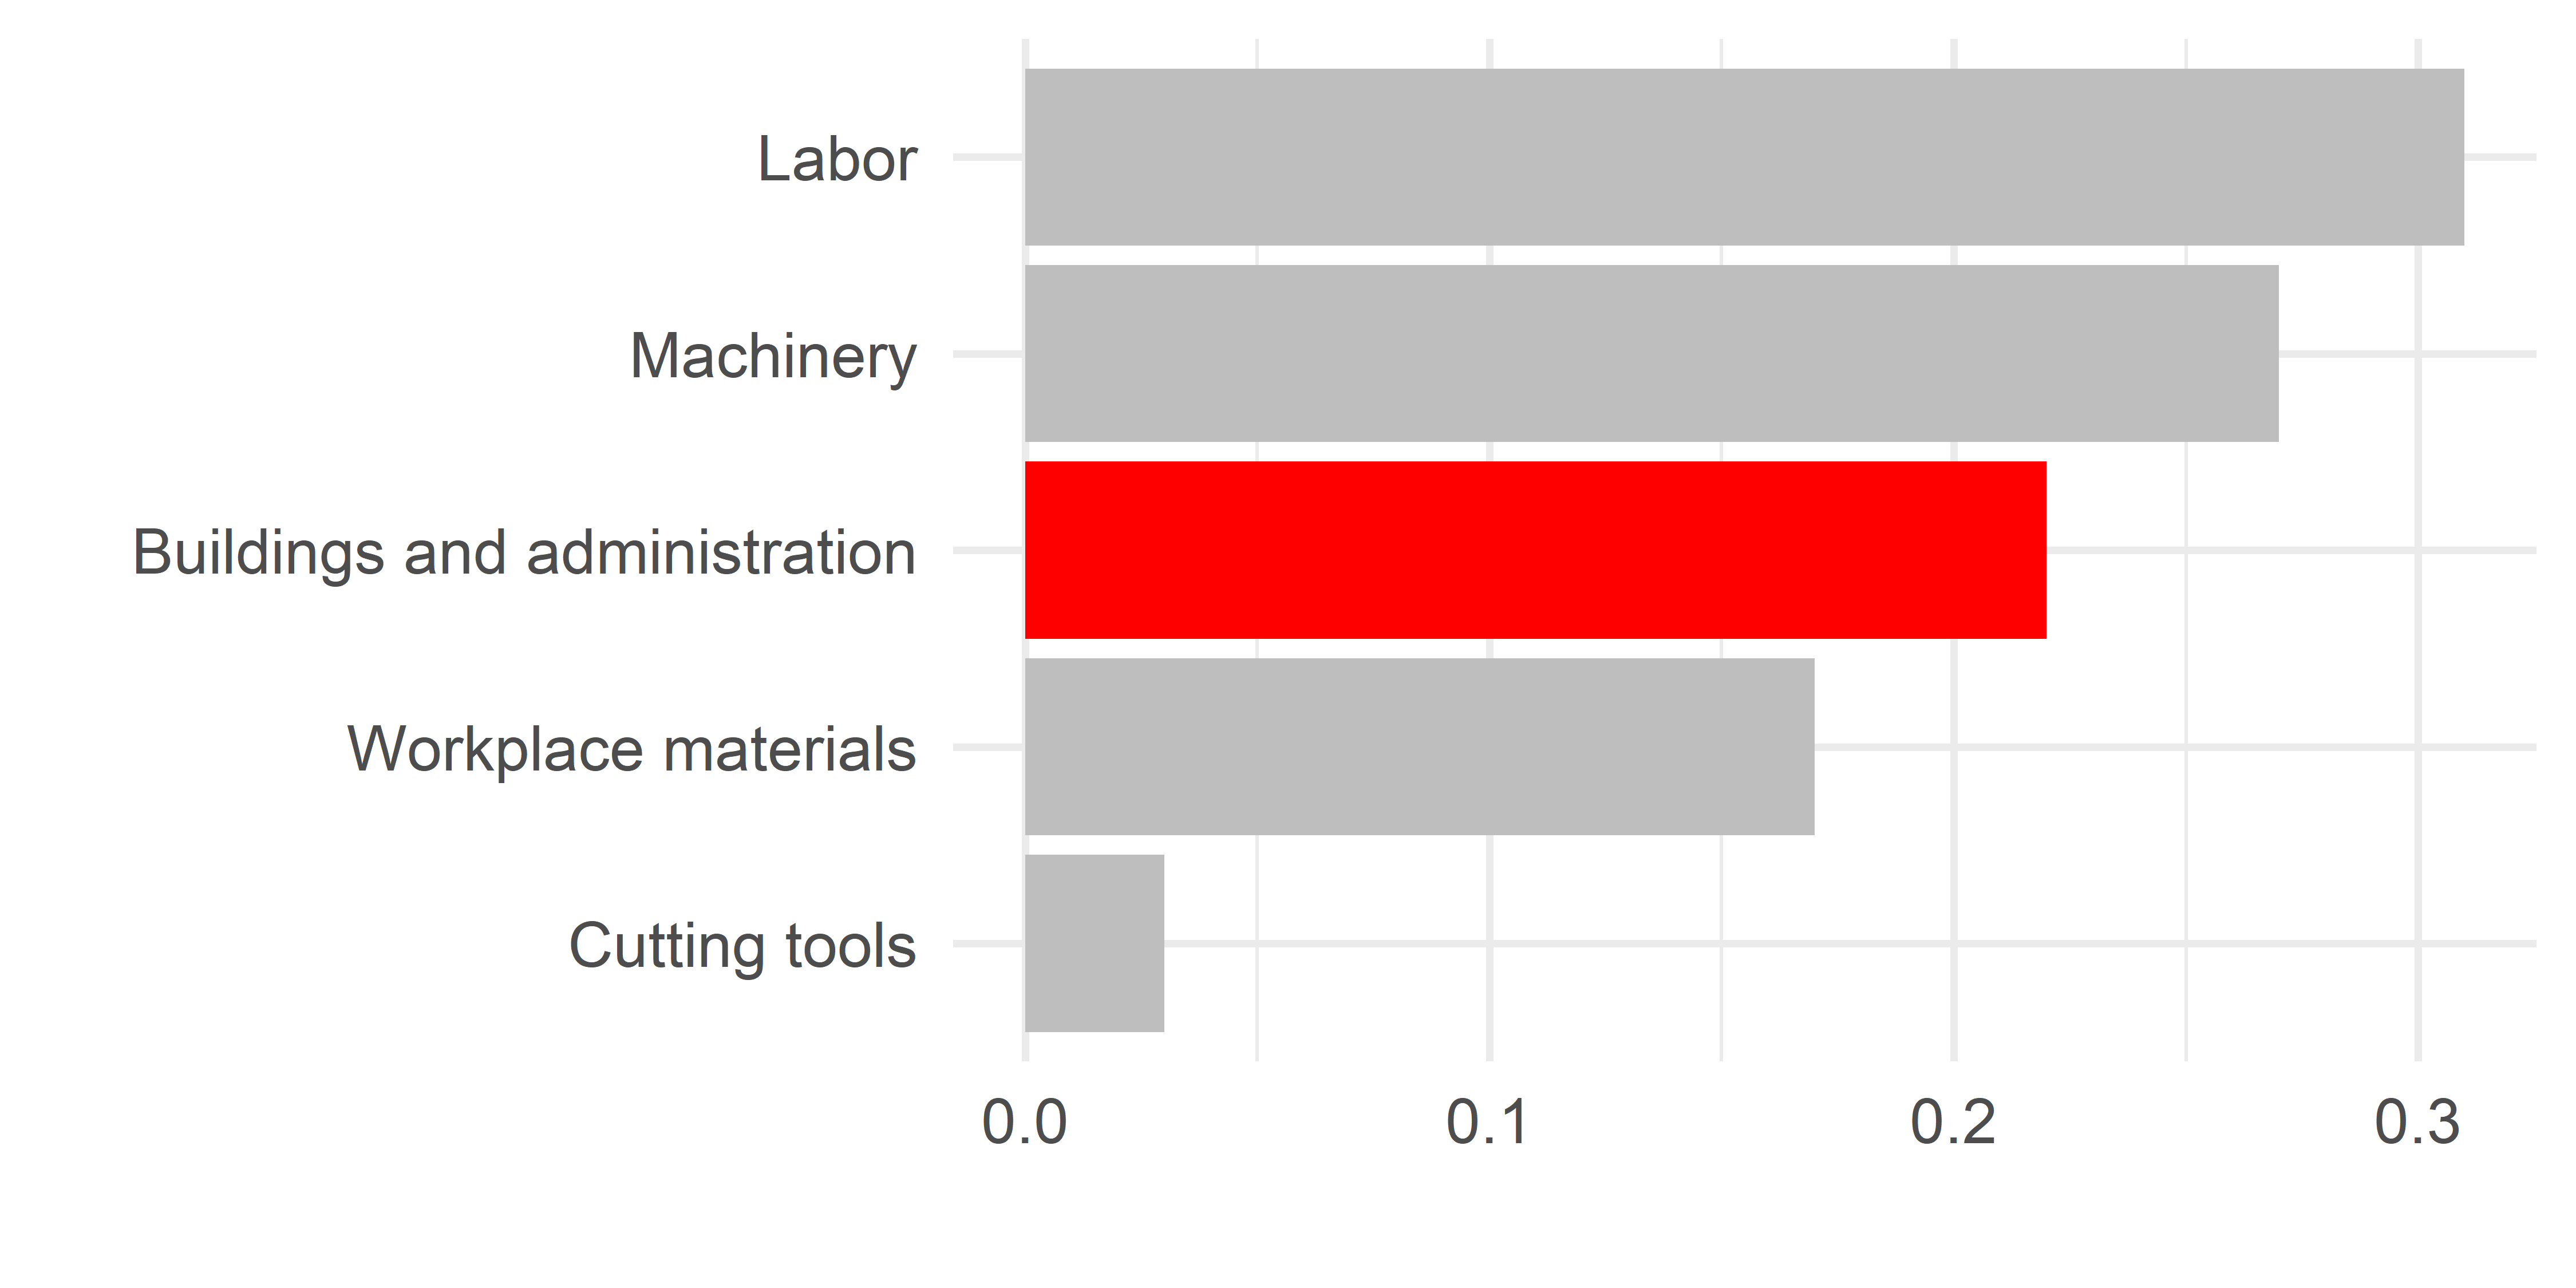 Labor
Machinery
Buildings and administration
Workplace materials
Cutting tools
0.0 0.1 0.2 0.3